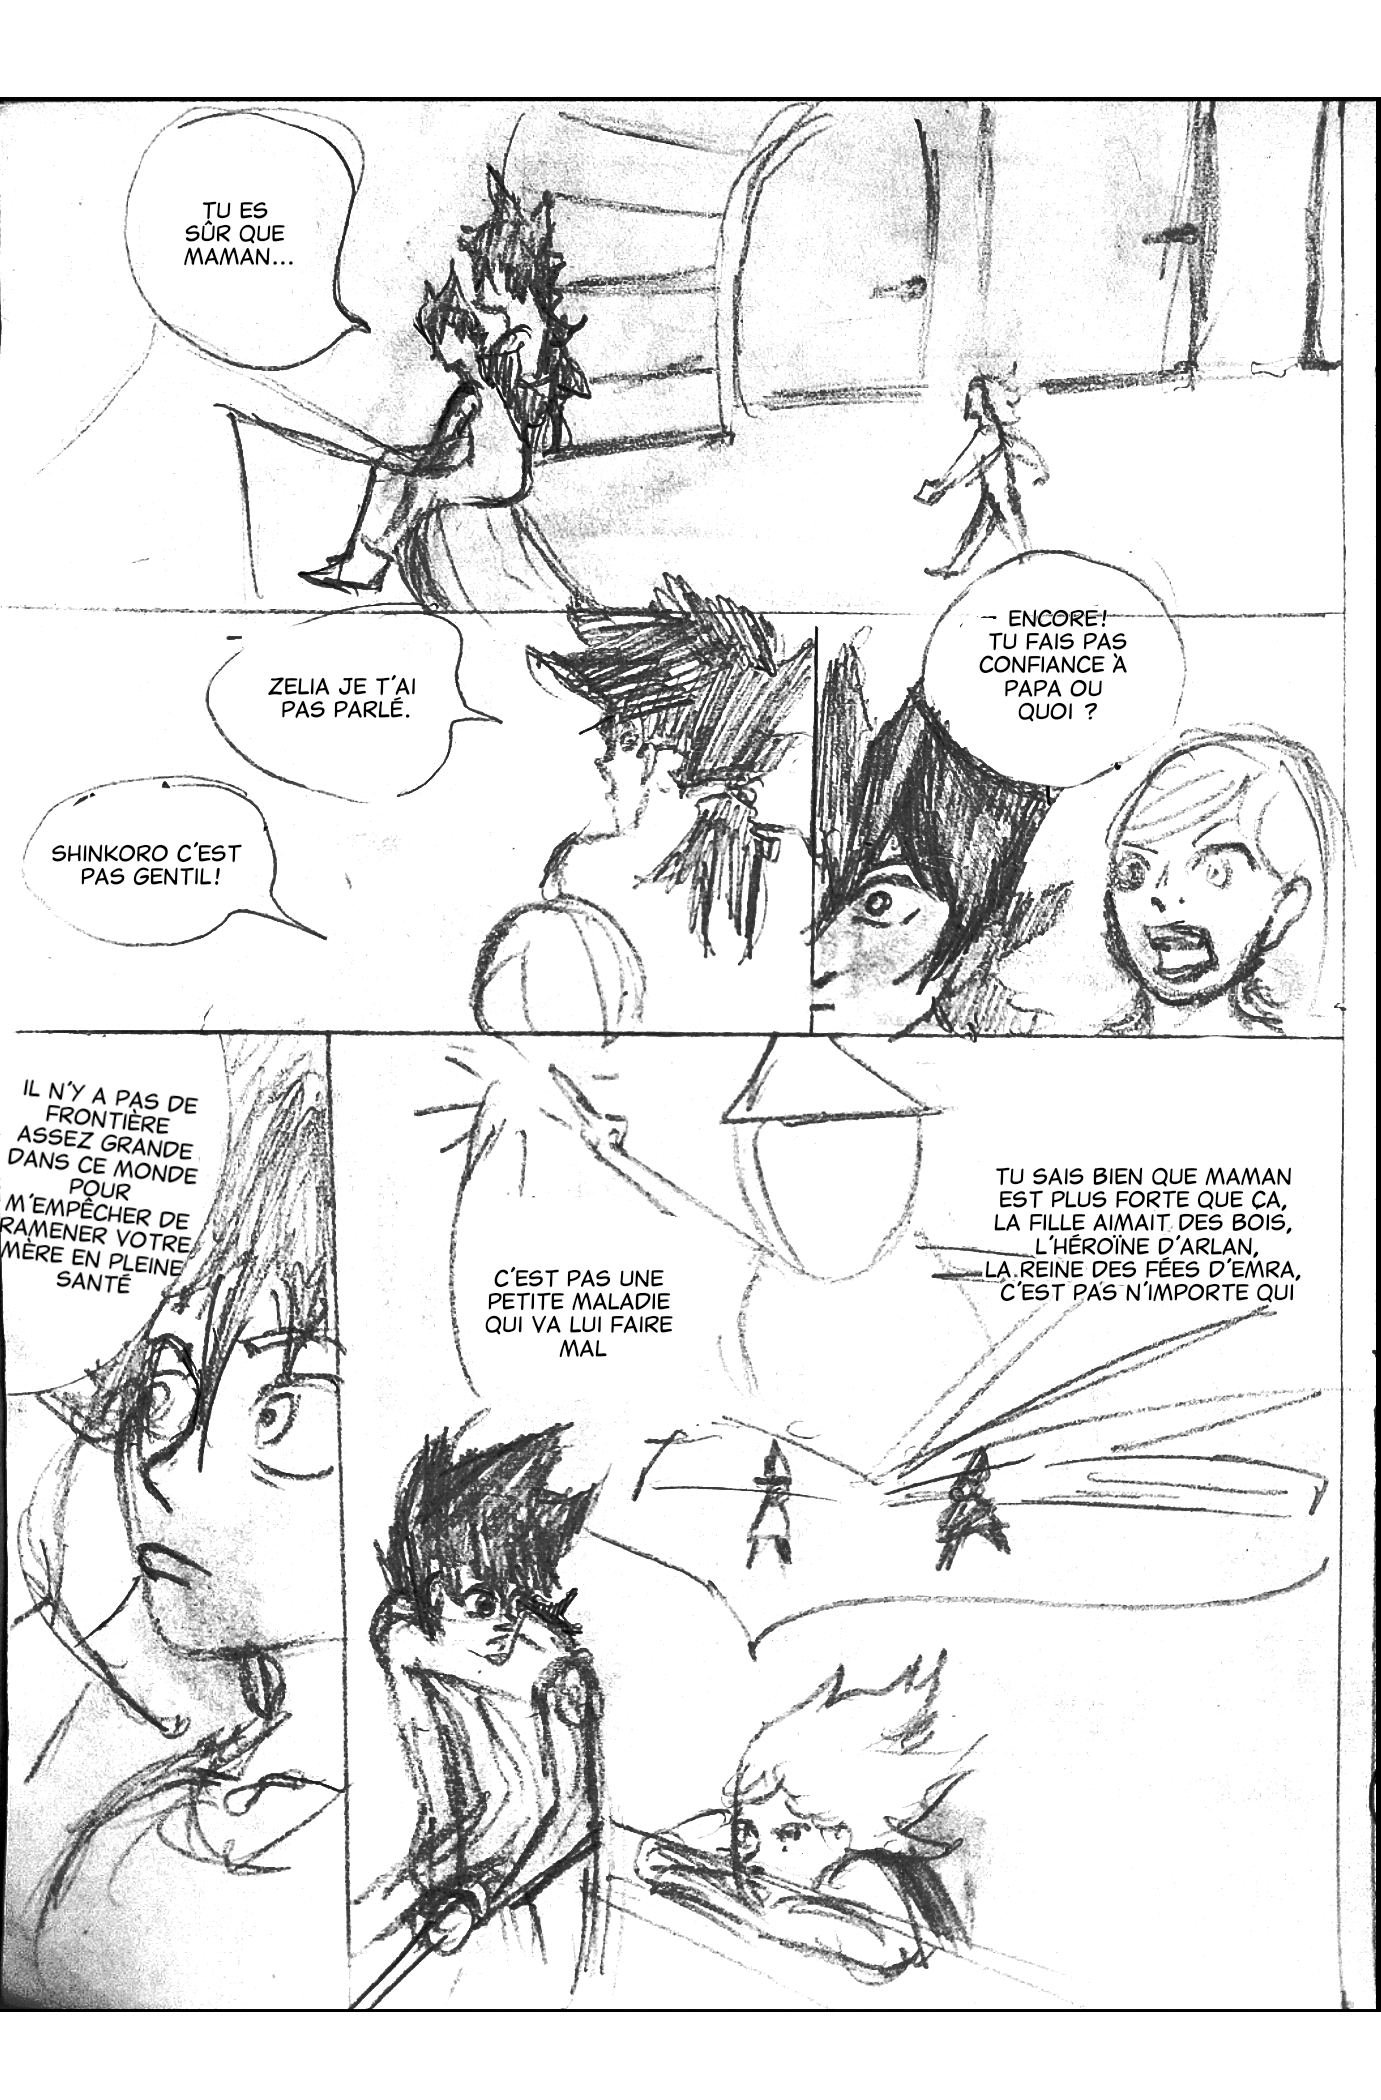 TU ES
SÛR QUE
MAMAN...
ENCORE!
TU FAIS PAS
CONFIANCE À
PAPA OU
QUOI ?
ZELIA JE T'AI
PAS PARLÉ.
SHINKORO C'EST
PAS GENTIL!
IL N'Y A PAS DE
FRONTIÈRE
ASSEZ GRANDE
DANS CE MONDE
POUR
M'EMPÊCHER DE
RAMENER VOTRE
MÈRE EN PLEINE
SANTÉ
TU SAIS BIEN QUE MAMAN
EST PLUS FORTE QUE ÇA,
LA FILLE AIMAIT DES BOIS,
L'HÉROÏNE D'ARLAN,
LA REINE DES FÉES D'EMRA,
C'EST PAS N'IMPORTE QUI
C'EST PAS UNE
PETITE MALADIE
QUI VA LUI FAIRE
MAL